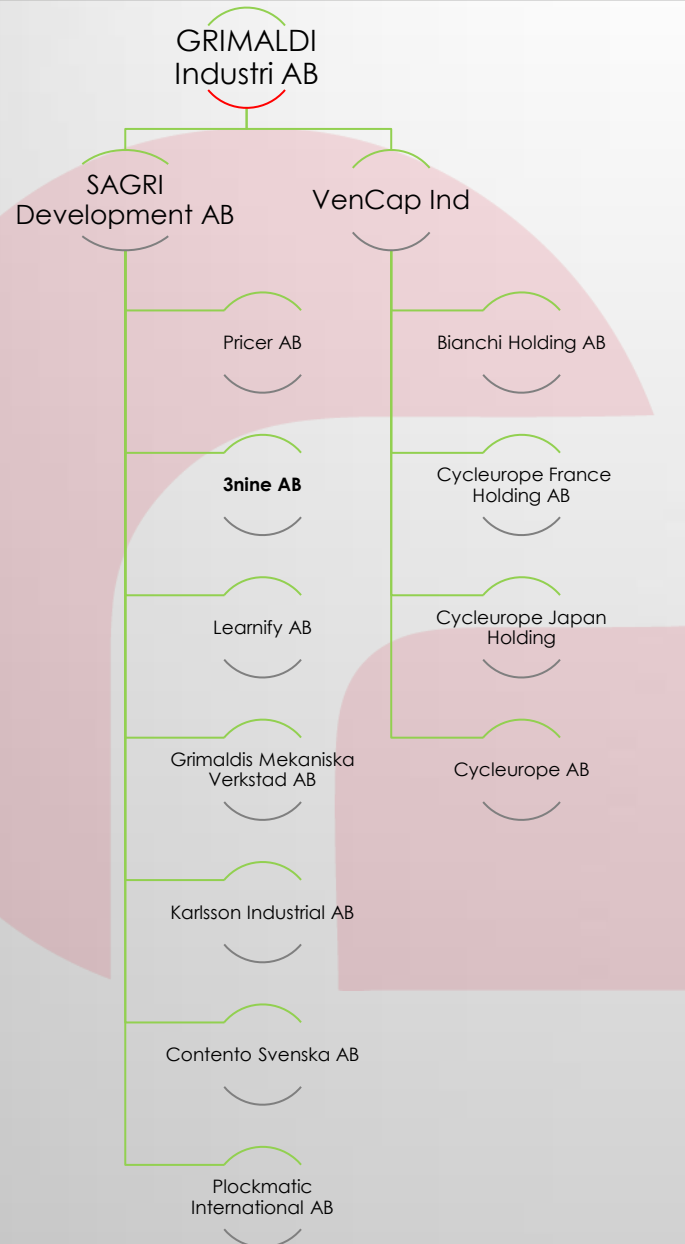 GRIMALDI
Industri AB
SAGRI
Development AB
VenCap Ind
Pricer AB
3nine AB
Learnify AB
Grimaldis Mekaniska
Verkstad AB
Karlsson Industrial AB
Contento Svenska AB
Plockmatic
International AB
Bianchi Holding AB
Cycleurope France
Holding AB
Cycleurope Japan
Holding
Cycleurope AB